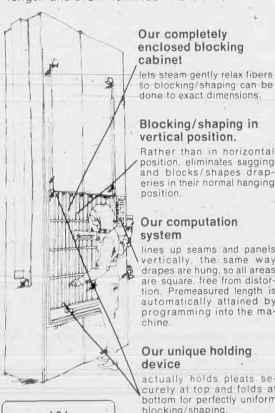 Our completely
enclosed blocking
cabinet
lets steam gently relax fibers
so blocking/shaping can be
done to exact dimensions.
Blocking/shaping in
vertical position.
Rather than in horizontal
position, eliminates sagging
and blocks/shapes drap-
eries in their normal hanging
position.
Our computation
system
lines up seams and panels
vertically, the same way
drapes are hung, so all areas
are square, free from distor-
tion. Premeasured length is
automatically attained by
programming into the ma-
chine.
Our unique holding
device
actually holds pleats se-
curely at top and folds at
bottom for perfectly uniform
blocking/shaping.